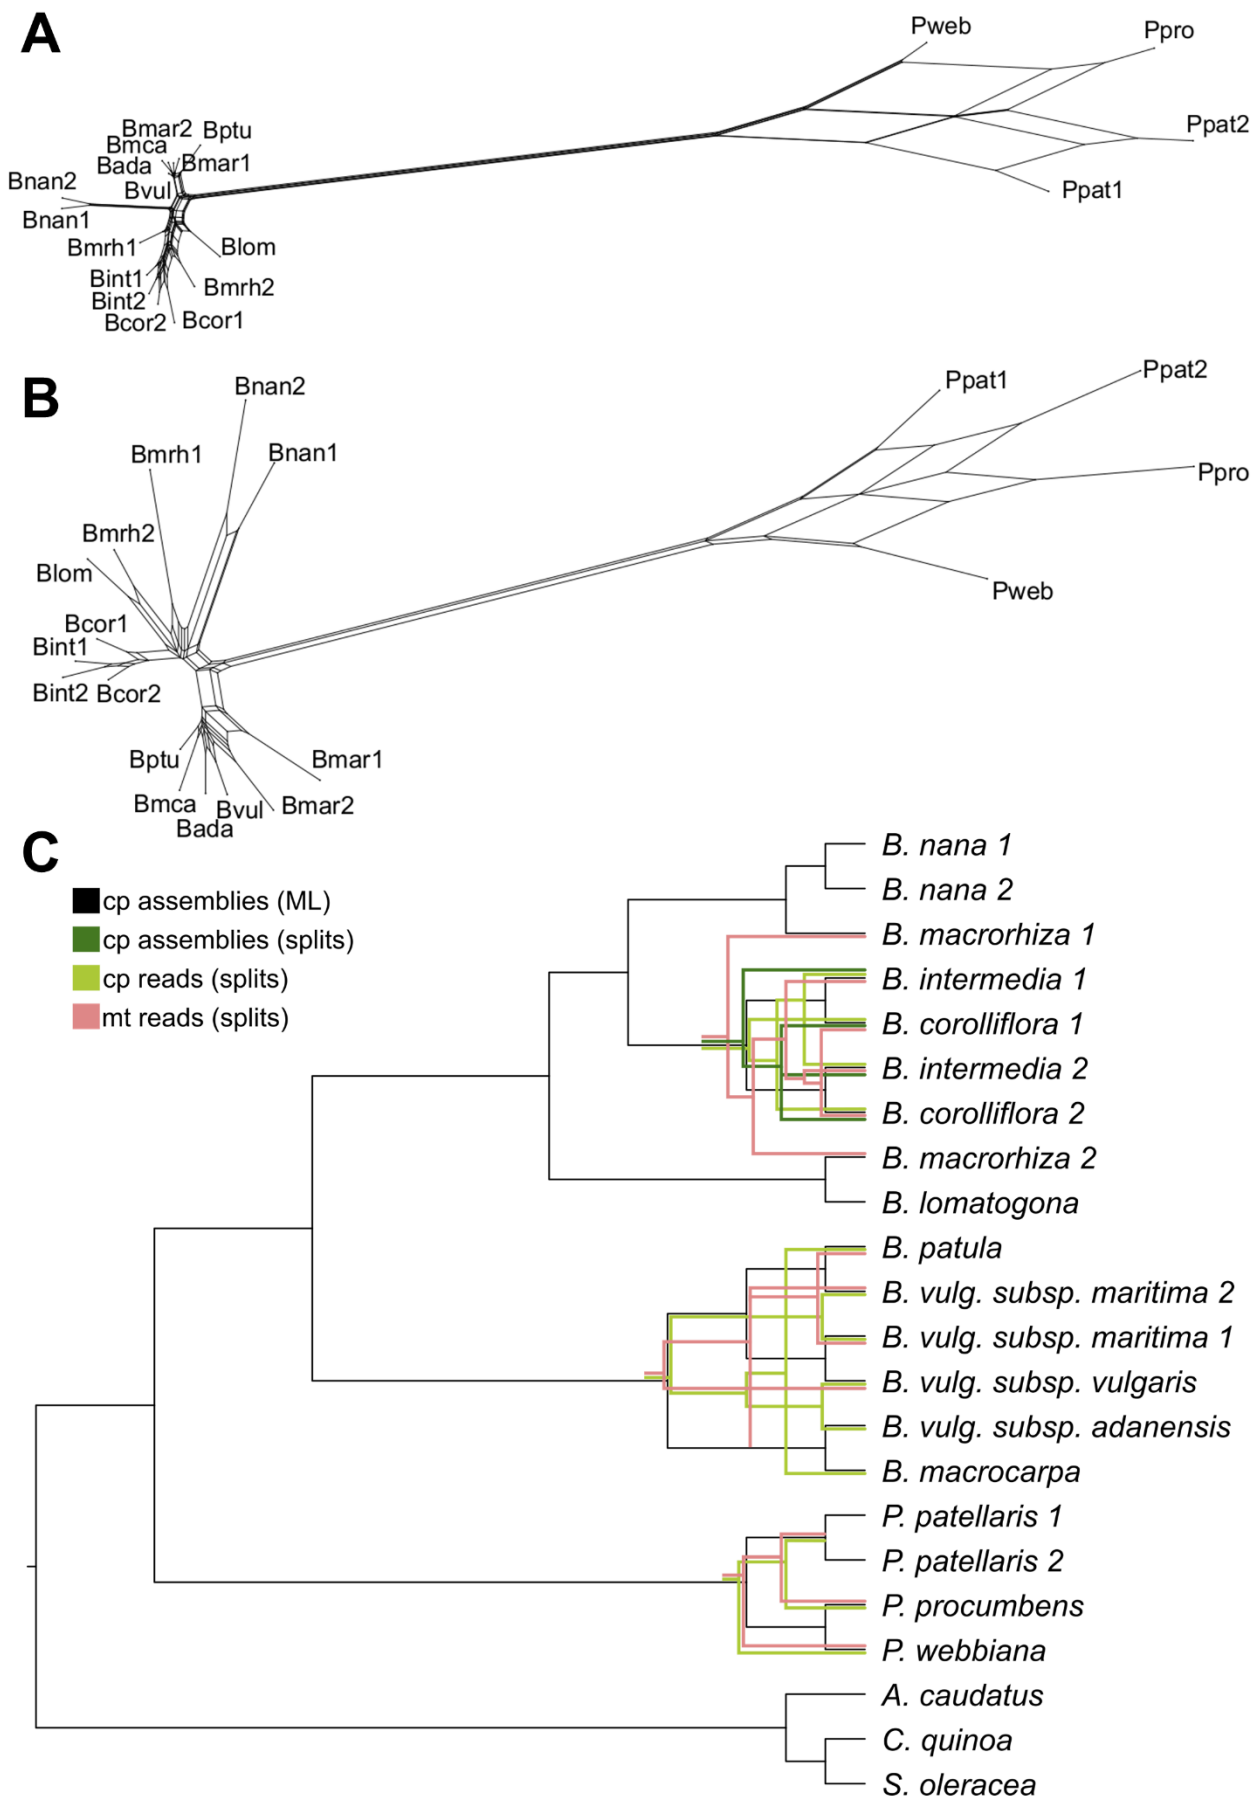 A
Pweb
Ppro
Ppat2
Ppat1
Bmar2
Bptu
Bmca
Bada
Bmar1
Bnan2
Bvul
Bnan1
Bmrh1
Blom
Bint1
Bmrh2
Bint2
Bcor2
Bcor1
B
Bnan2
Ppat1
Ppat2
Bmrh1
Bnan1
Ppro
Bmrh2
Blom
Pweb
Bcor1
Bint1
Bint2
Bcor2
Bptu
Bmar1
Bmca
Bvul
Bmar2
Bada
C
cp assemblies (ML)
cp assemblies (splits)
cp reads (splits)
mt reads (splits)
B. nana 1
B. nana 2
B. macrorhiza 1
B. intermedia 1
B. corolliflora 1
B. intermedia 2
B. corolliflora 2
B. macrorhiza 2
B. lomatogona
B. patula
B. vulg. subsp. maritima 2
B. vulg. subsp. maritima 1
B. vulg. subsp. vulgaris
B. vulg. subsp. adanensis
B. macrocarpa
P. patellaris 1
P. patellaris 2
P. procumbens
P. webbiana
A. caudatus
C. quinoa
S. oleracea